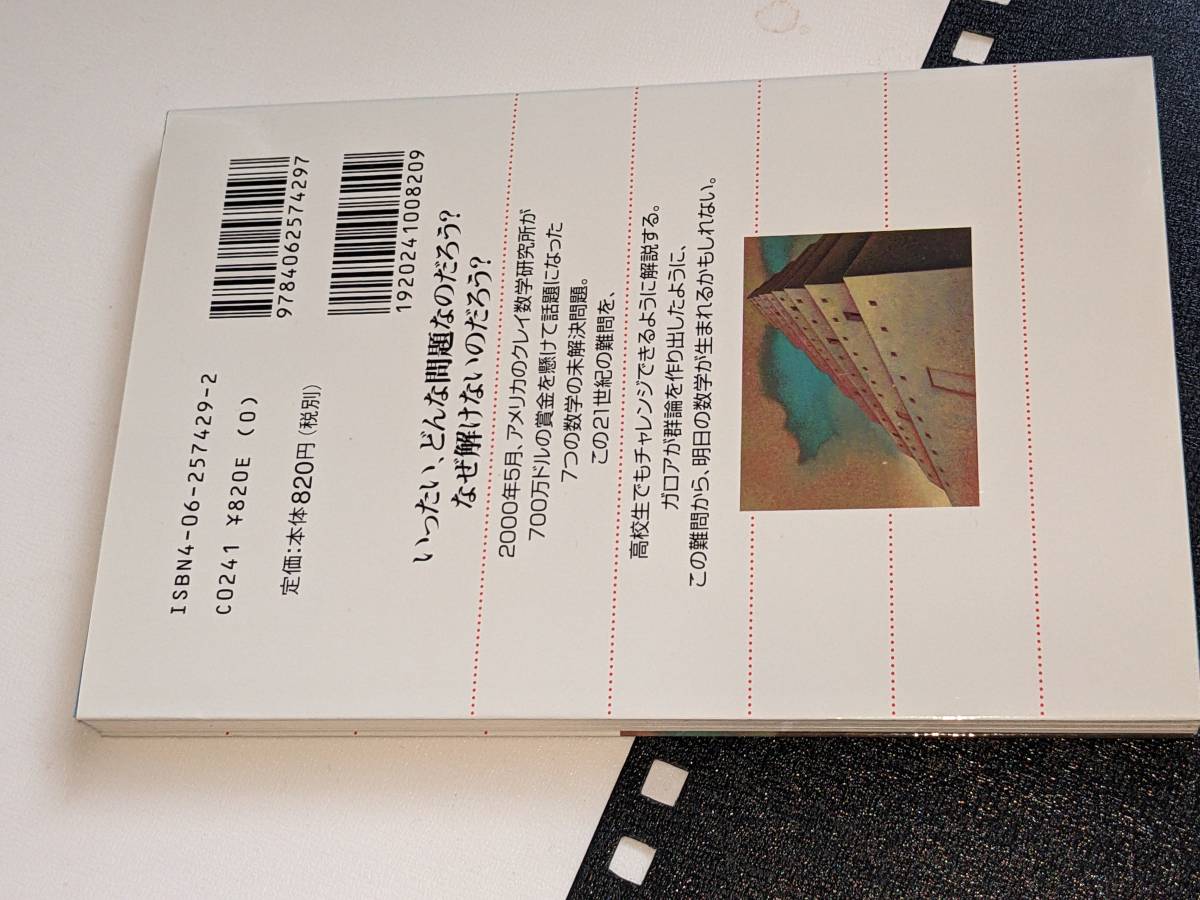 9784062574297
1920241008209
ISBN4-06-257429-2
C0241 ¥820E (0)
定価:本体820円(税別)
いったい、どんな問題なのだろう?
なぜ解けないのだろう?
2000年5月、アメリカのクレイ数学研究所が
700万ドルの賞金を懸けて話題になった
7つの数学の未解決問題。
この21世紀の難問を、
高校生でもチャレンジできるように解説する。
ガロアが群論を作り出したように、
この難問から、明日の数学が生まれるかもしれない。